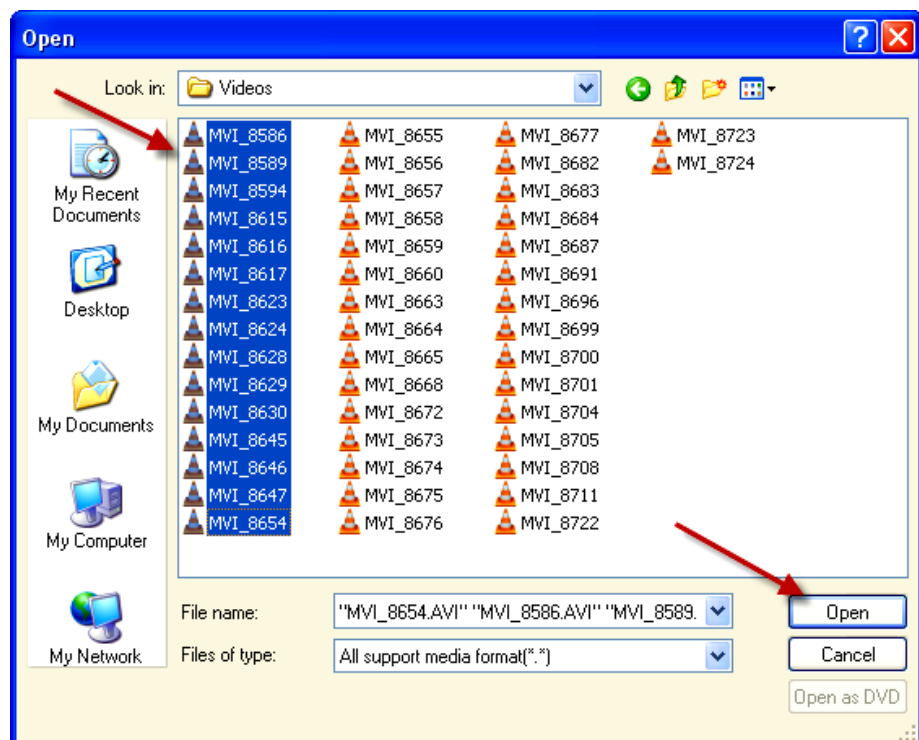 Open
Look in: Videos
My Recent
Documents
Desktop
My Documents
My Computer
My Network
MVI_8586
MVI_8589
MVI_8594
MVI_8615
MVI_8616
MVI_8617
MVI_8623
MVI_8624
MVI_8628
MVI_8629
MVI_8630
MVI_8645
MVI_8646
MVI_8647
MVI_8654
MVI_8655
MVI_8656
MVI_8657
MVI_8658
MVI_8659
MVI_8660
MVI_8663
MVI_8664
MVI_8665
MVI_8668
MVI_8672
MVI_8673
MVI_8674
MVI_8675
MVI_8676
MVI_8677
MVI_8682
MVI_8683
MVI_8684
MVI_8687
MVI_8691
MVI_8696
MVI_8699
MVI_8700
MVI_8701
MVI_8704
MVI_8705
MVI_8708
MVI_8711
MVI_8722
MVI_8723
MVI_8724
File name: "MVI_8654.AVI" "MVI_8586.AVI" "MVI_8589. Open
Files of type: All support media format(*.*) Cancel
Open as DVD